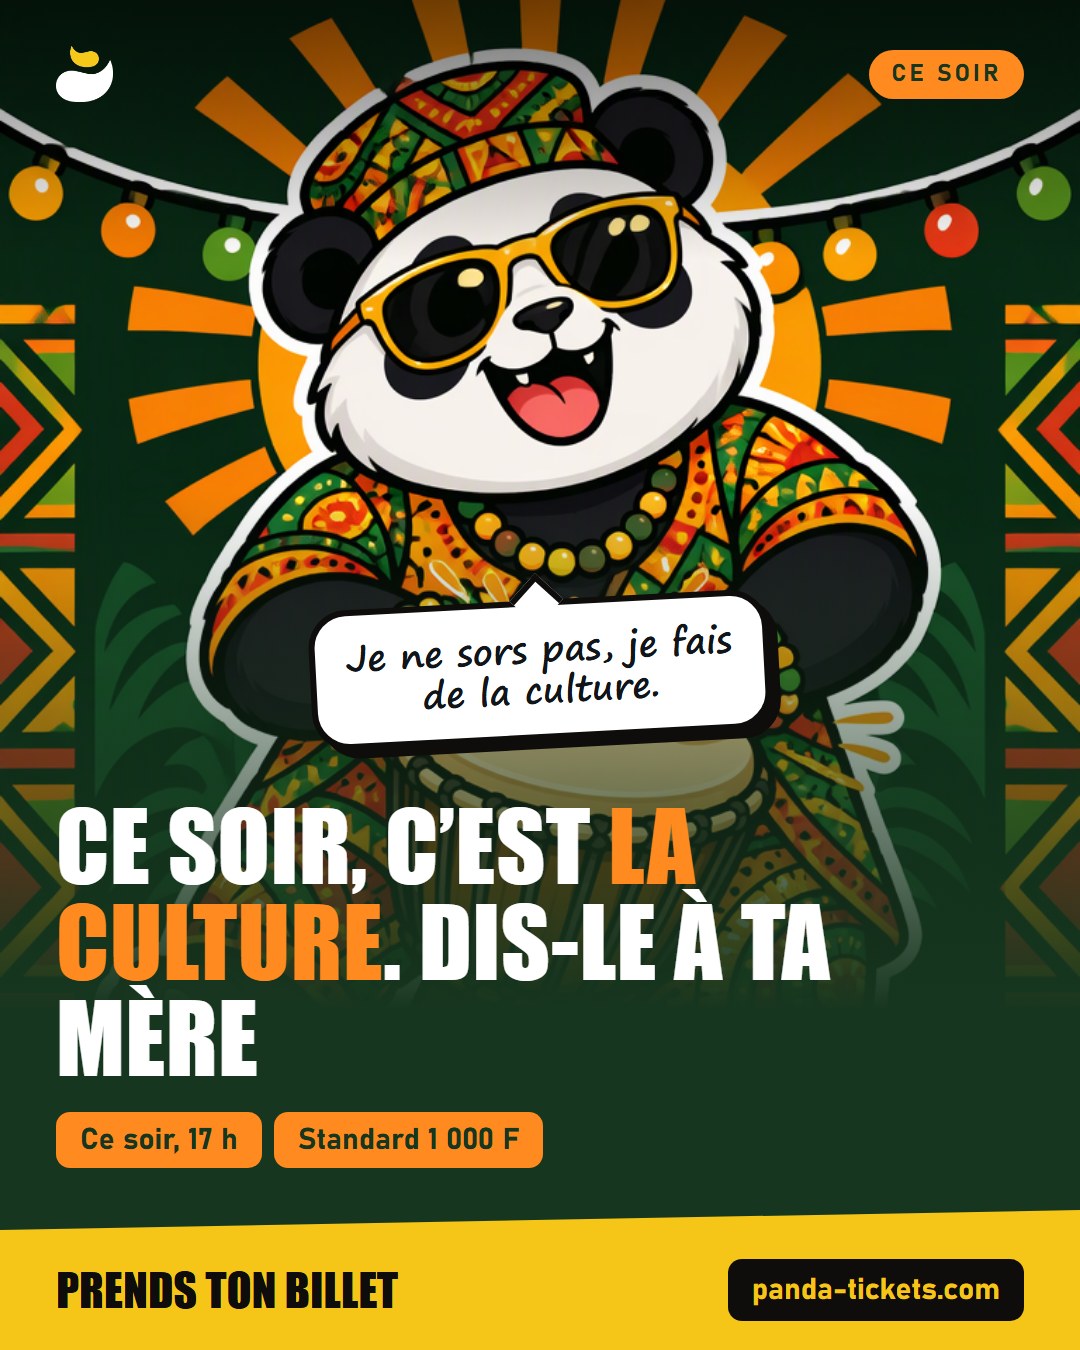 CE SOIR
Je ne sors pas, je fais
de la culture.
CE SOIR, C’EST LA
CULTURE. DIS-LE À TA
MÈRE
Ce soir, 17 h
Standard 1 000 F
PRENDS TON BILLET
panda-tickets.com